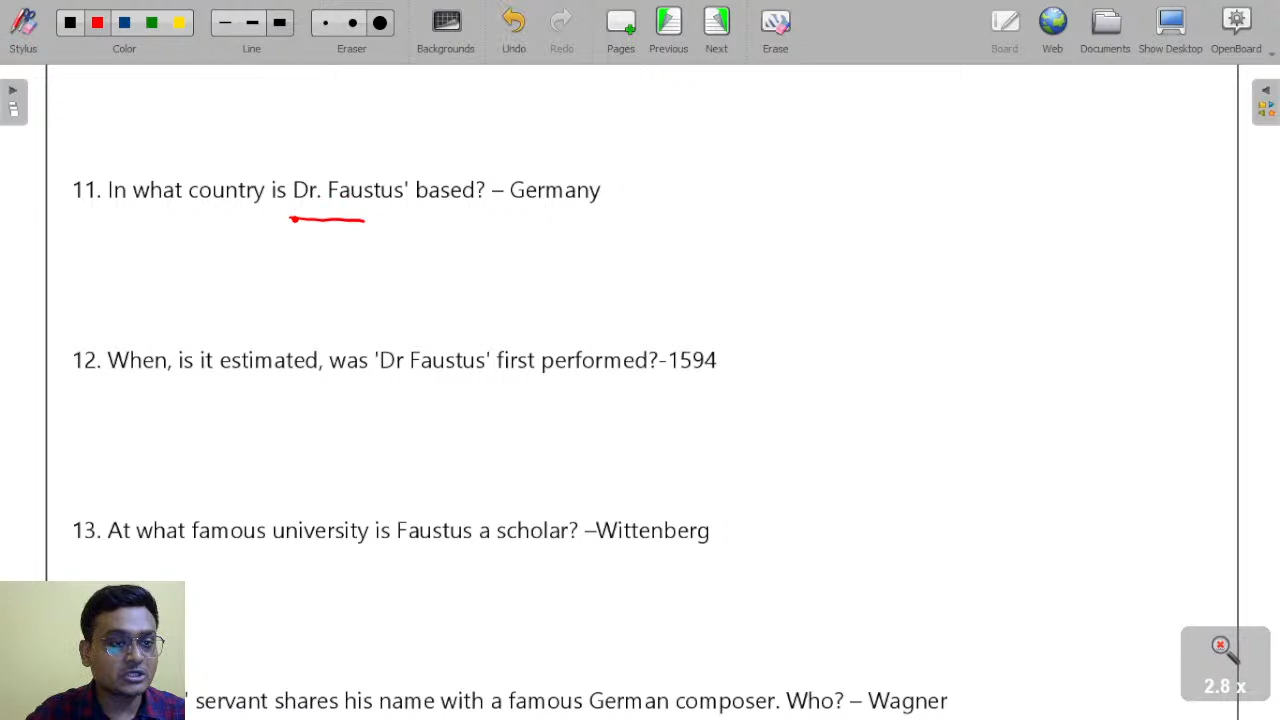 Stylus
Color
Line
Eraser
Backgrounds
Undo
Redo
Pages
Previous
Next
Erase
Board
Web
Documents
Show Desktop
OpenBoard
11. In what country is Dr. Faustus' based? – Germany
12. When, is it estimated, was 'Dr Faustus' first performed?-1594
13. At what famous university is Faustus a scholar? –Wittenberg
' servant shares his name with a famous German composer. Who? – Wagner
2.8 x